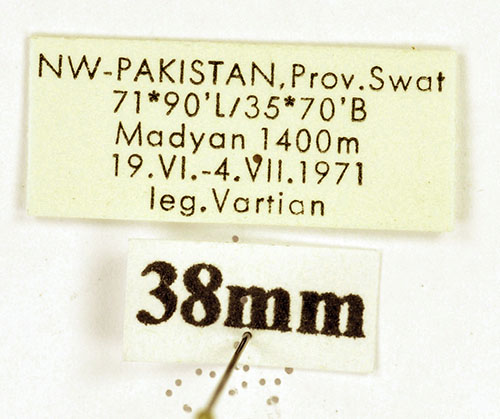 NW-PAKISTAN,Prov.Swat
71*90'L/35*70'B
Madyan 1400m
19.VI.-4.VII.1971
leg.Vartian
38mm